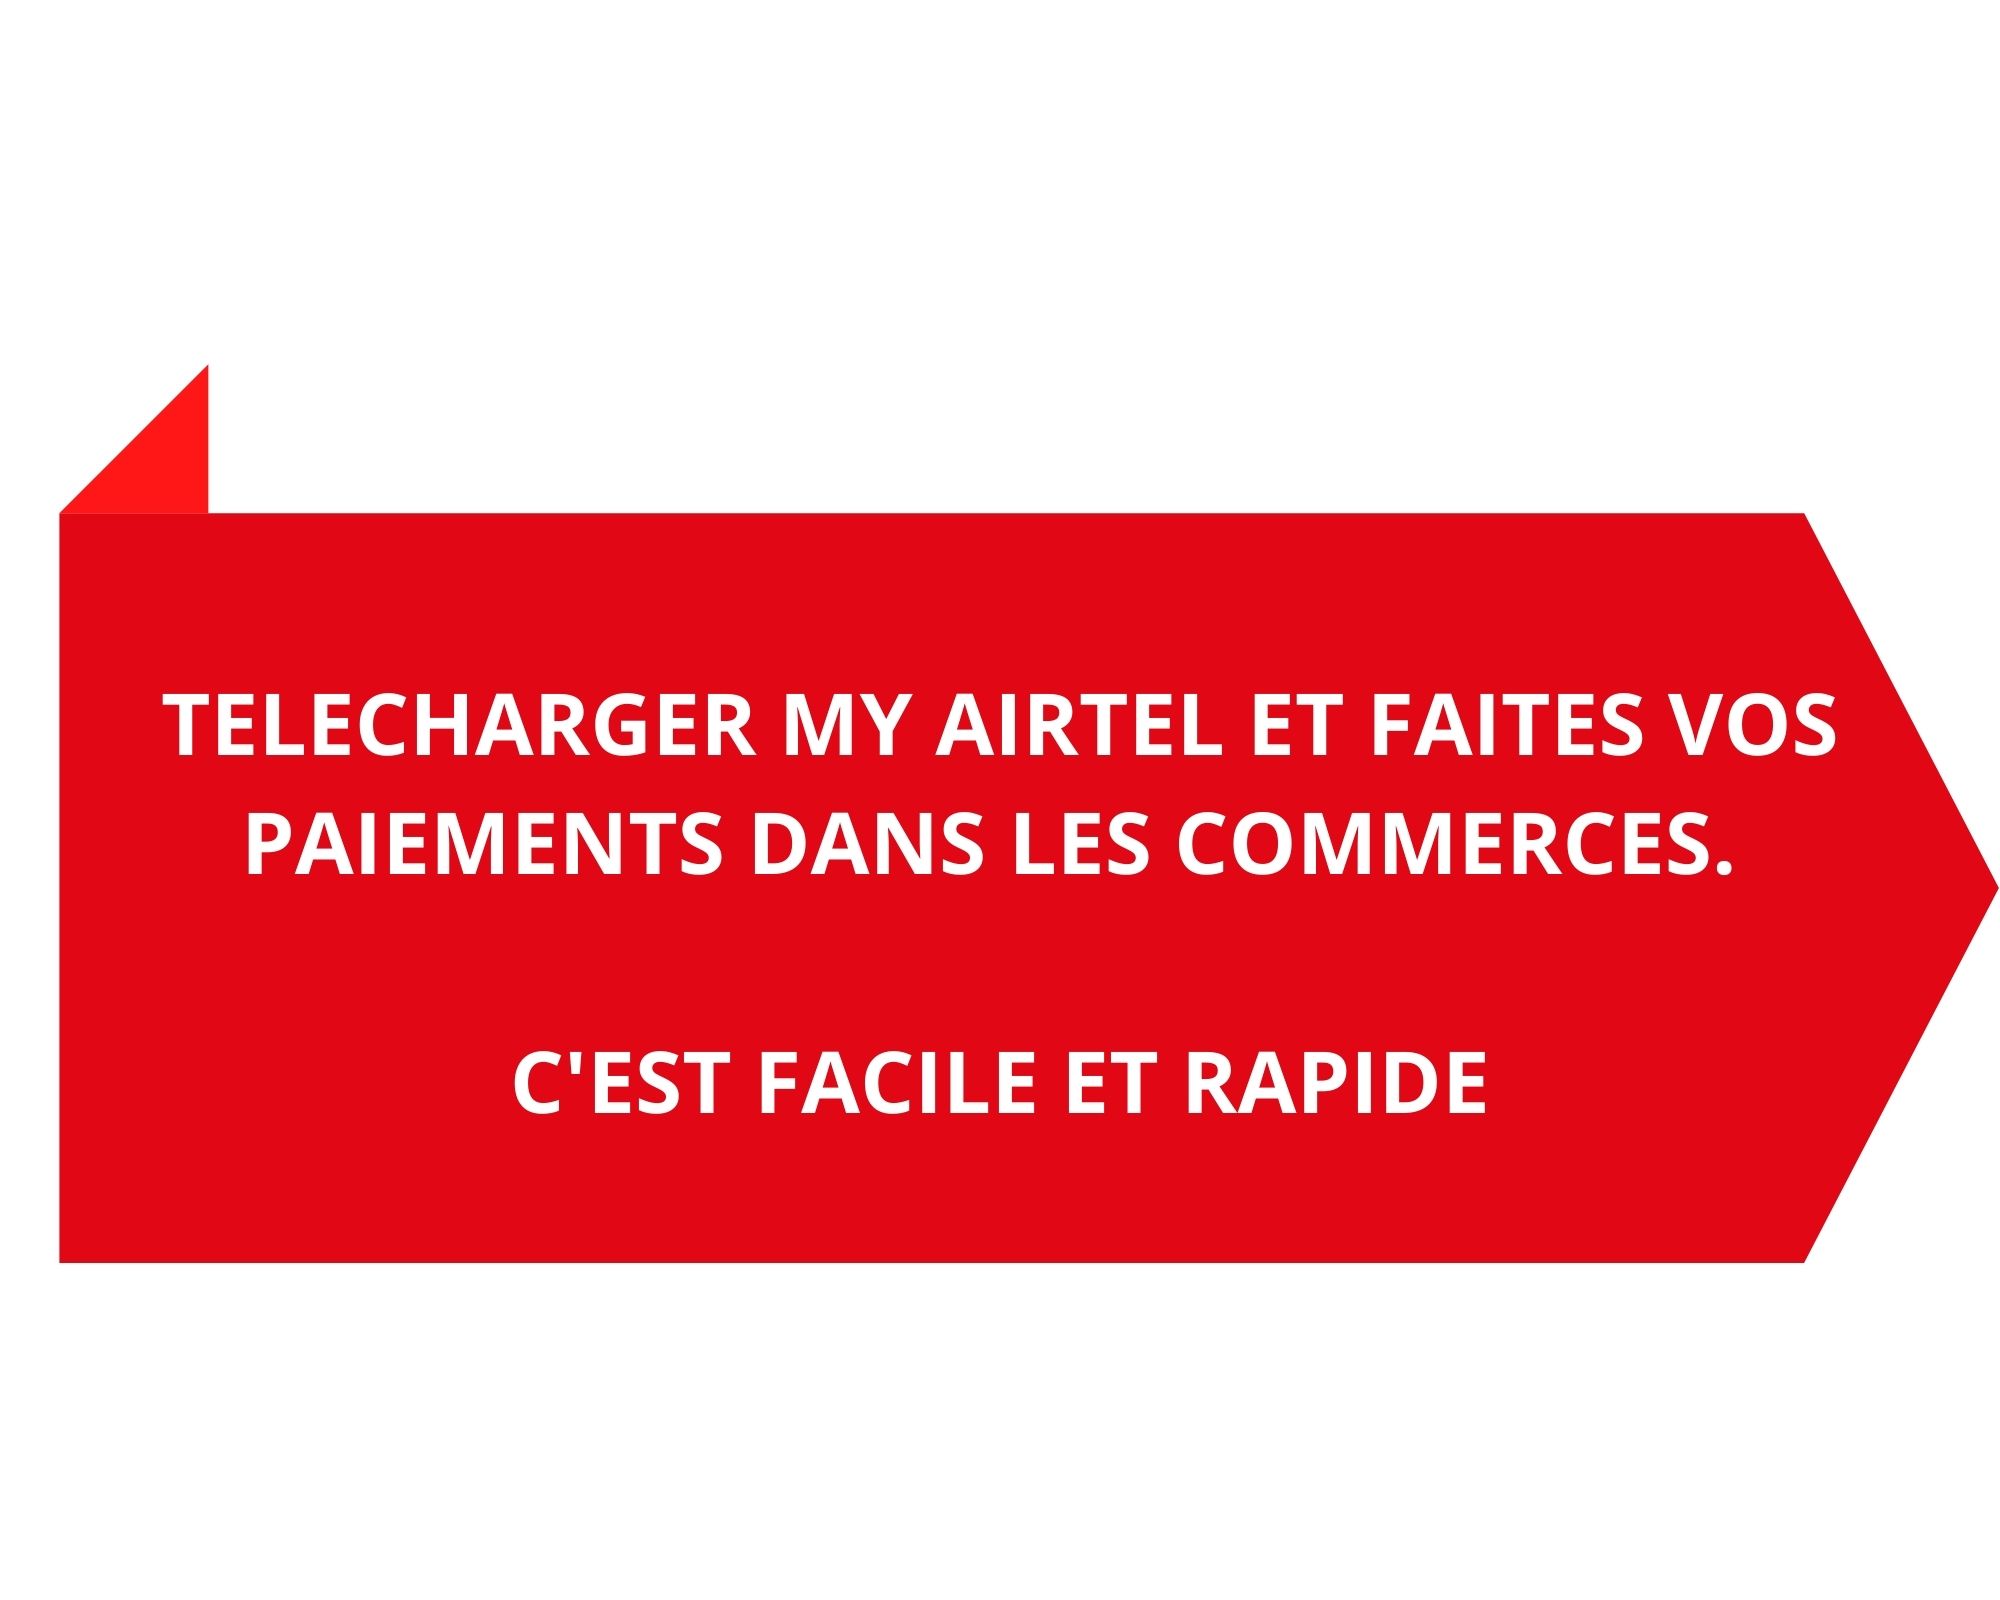 TELECHARGER MY AIRTEL ET FAITES VOS
PAIEMENTS DANS LES COMMERCES.
C'EST FACILE ET RAPIDE